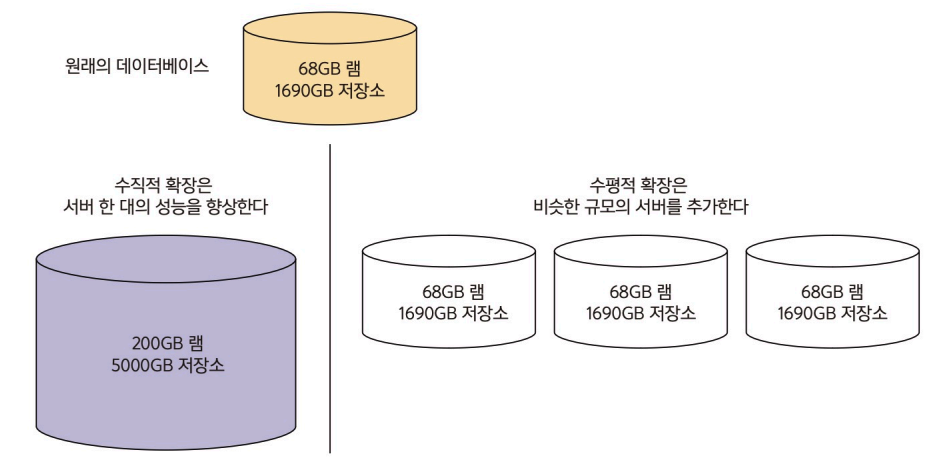 원래의 데이터베이스
68GB 램
1690GB 저장소
수직적 확장은
서버 한 대의 성능을 향상한다
200GB 램
5000GB 저장소
수평적 확장은
비슷한 규모의 서버를 추가한다
68GB 램
1690GB 저장소
68GB 램
1690GB 저장소
68GB 램
1690GB 저장소